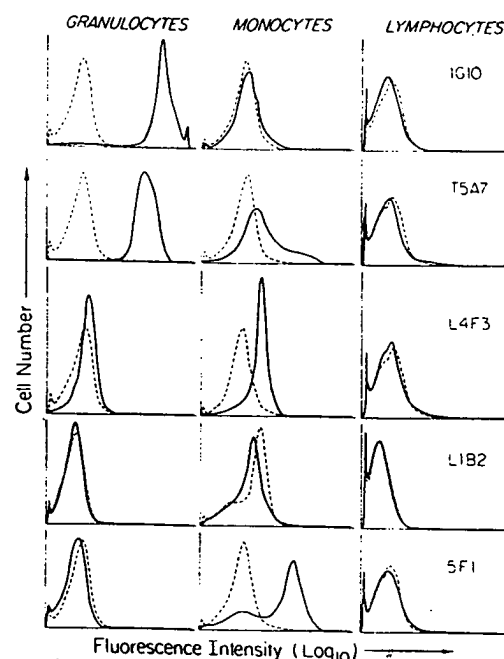 GRANULOCYTES MONOCYTES LYMPHOCYTES
1G10
T5A7
L4F3
L1B2
5F1
Cell Number
Fluorescence Intensity (Log10)